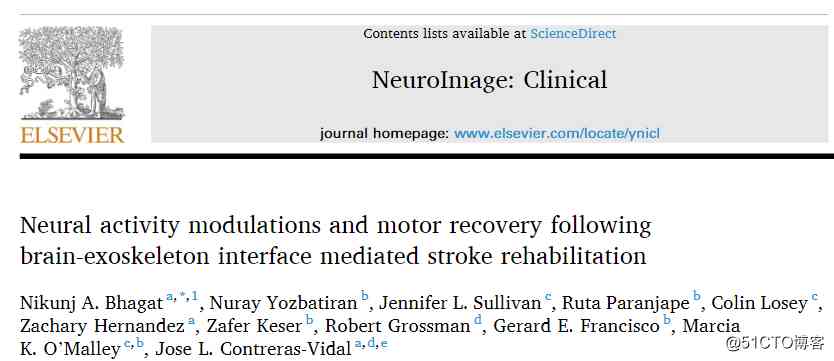 Contents lists available at ScienceDirect
NeuroImage: Clinical
ELSEVIER
journal homepage: www.elsevier.com/locate/ynicl
Neural activity modulations and motor recovery following
brain-exoskeleton interface mediated stroke rehabilitation
Nikunj A. Bhagat a,*,1, Nuray Yozbatiran b, Jennifer L. Sullivan c, Ruta Paranjape b, Colin Losey c,
Zachary Hernandez a, Zafer Keser b, Robert Grossman d, Gerard E. Francisco b, Marcia
K. O'Malley c,b, Jose L. Contreras-Vidal a,d,e
@51CTO博客